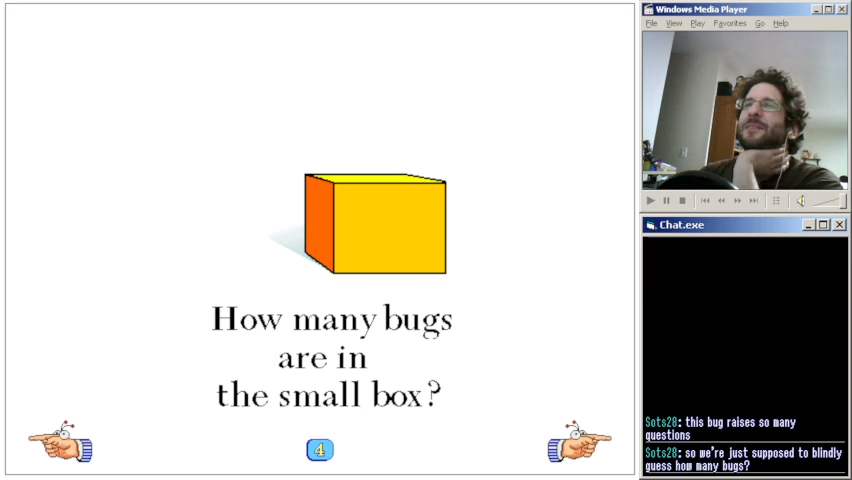 Windows Media Player
File View Play Favorites Go Help
How many bugs
are in
the small box?
4
Chat.exe
Sots28: this bug raises so many
questions
Sots28: so we're just supposed to blindly
guess how many bugs?